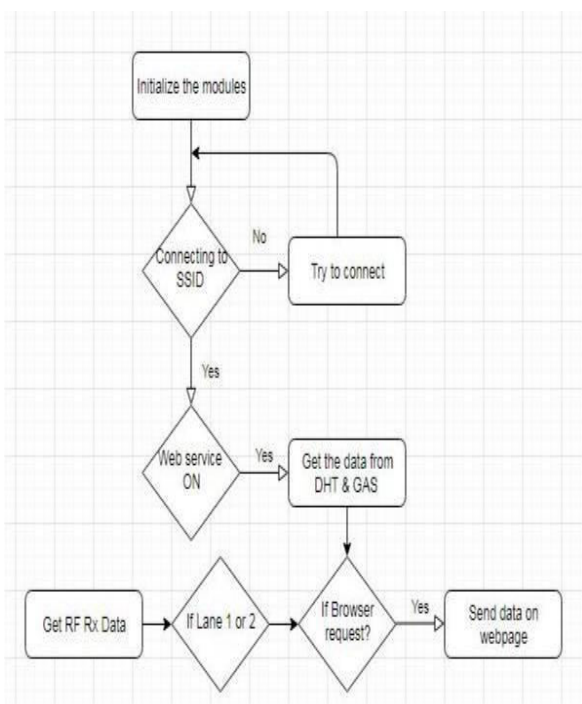 Initialize the modules
Connecting to
SSID
No
Try to connect
Yes
Web service
ON
Yes
Get the data from
DHT & GAS
Get RF Rx Data
If Lane 1 or 2
If Browser
request?
Yes
Send data on
webpage